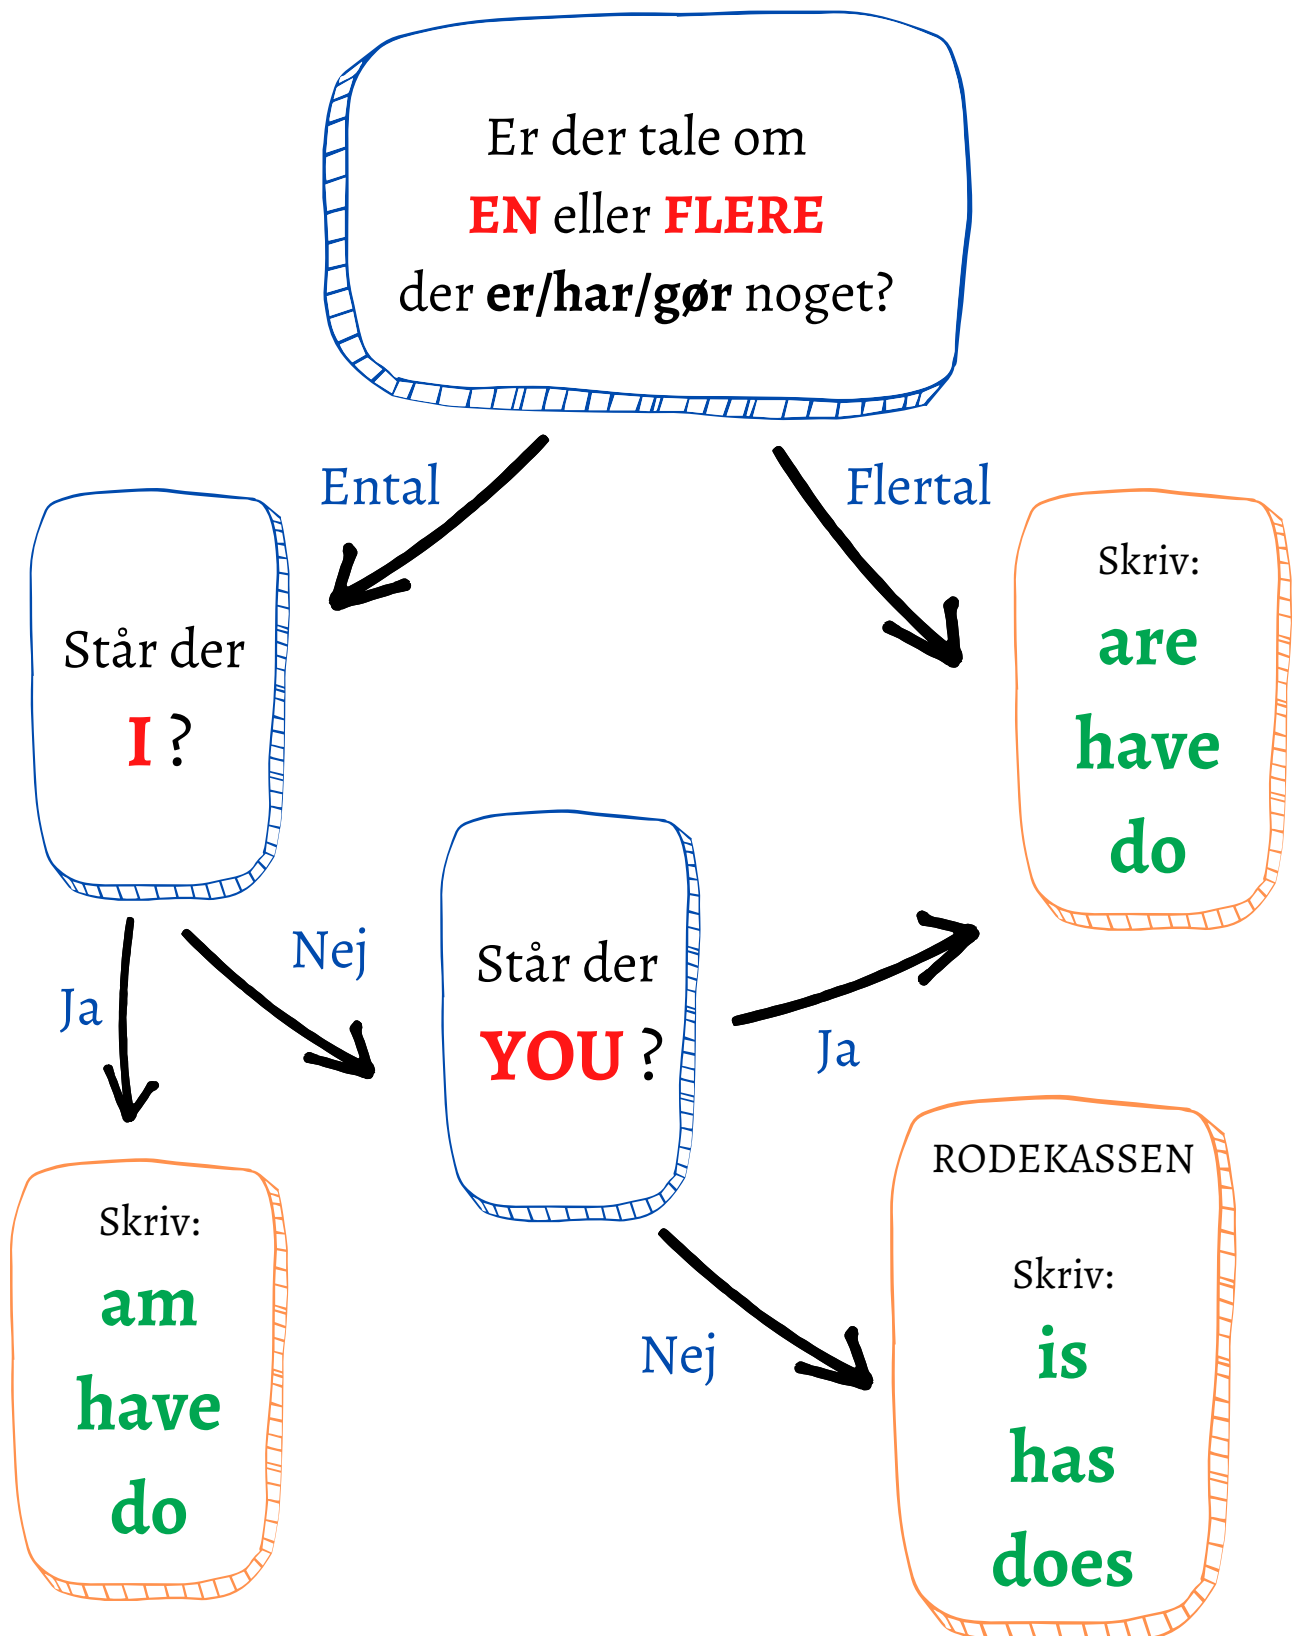 Er der tale om
EN eller FLERE
der er/har/gør noget?
Ental
Flertal
Står der
I ?
Skriv:
are
have
do
Ja
Nej
Står der
YOU ?
Ja
Nej
Skriv:
am
have
do
RODEKASSEN
Skriv:
is
has
does